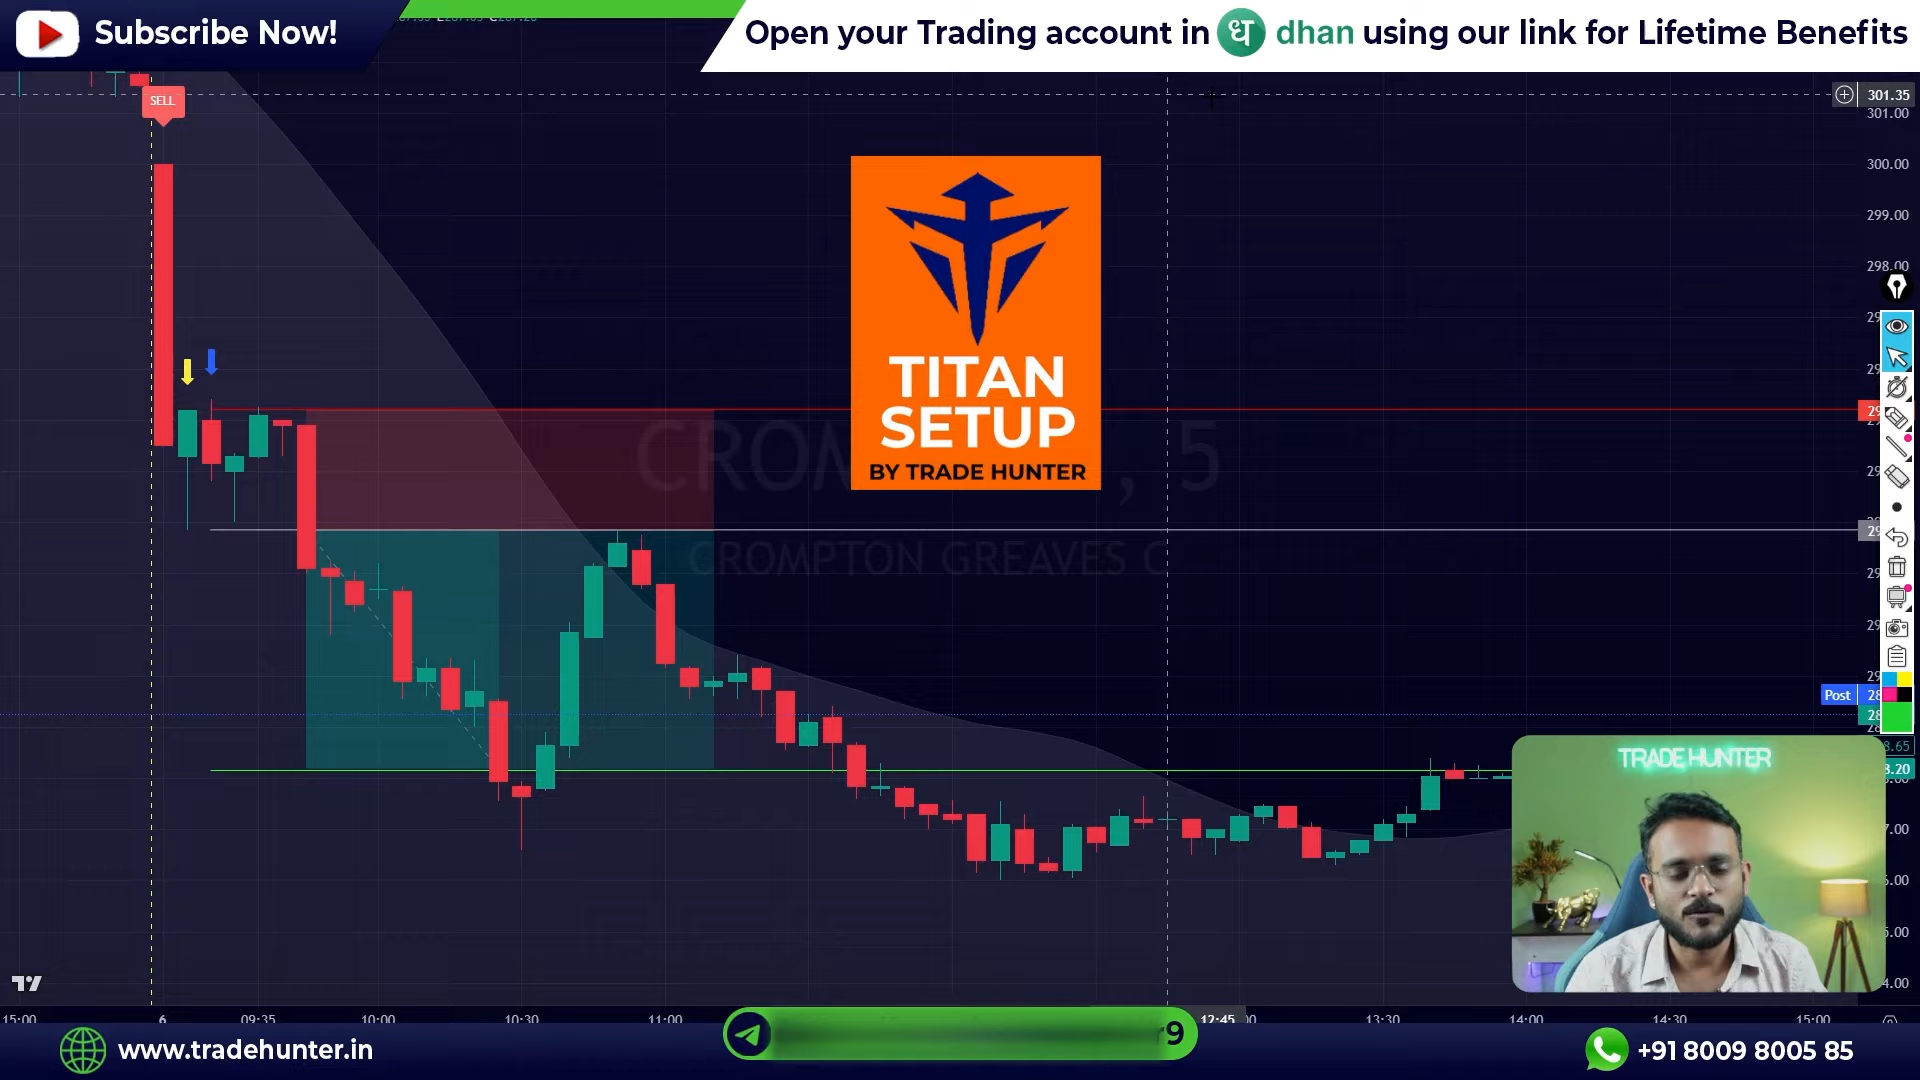 Subscribe Now!
Open your Trading account in ध dhan using our link for Lifetime Benefits
SELL
301.35
301.00
300.00
299.00
298.00
TITAN
SETUP
BY TRADE HUNTER
, 5
CROMPTON GREAVES C
Post
TRADE HUNTER
15:00
6
09:35
10:00
10:30
11:00
12:45
13:30
14:00
14:30
15:00
www.tradehunter.in
9
+91 8009 8005 85